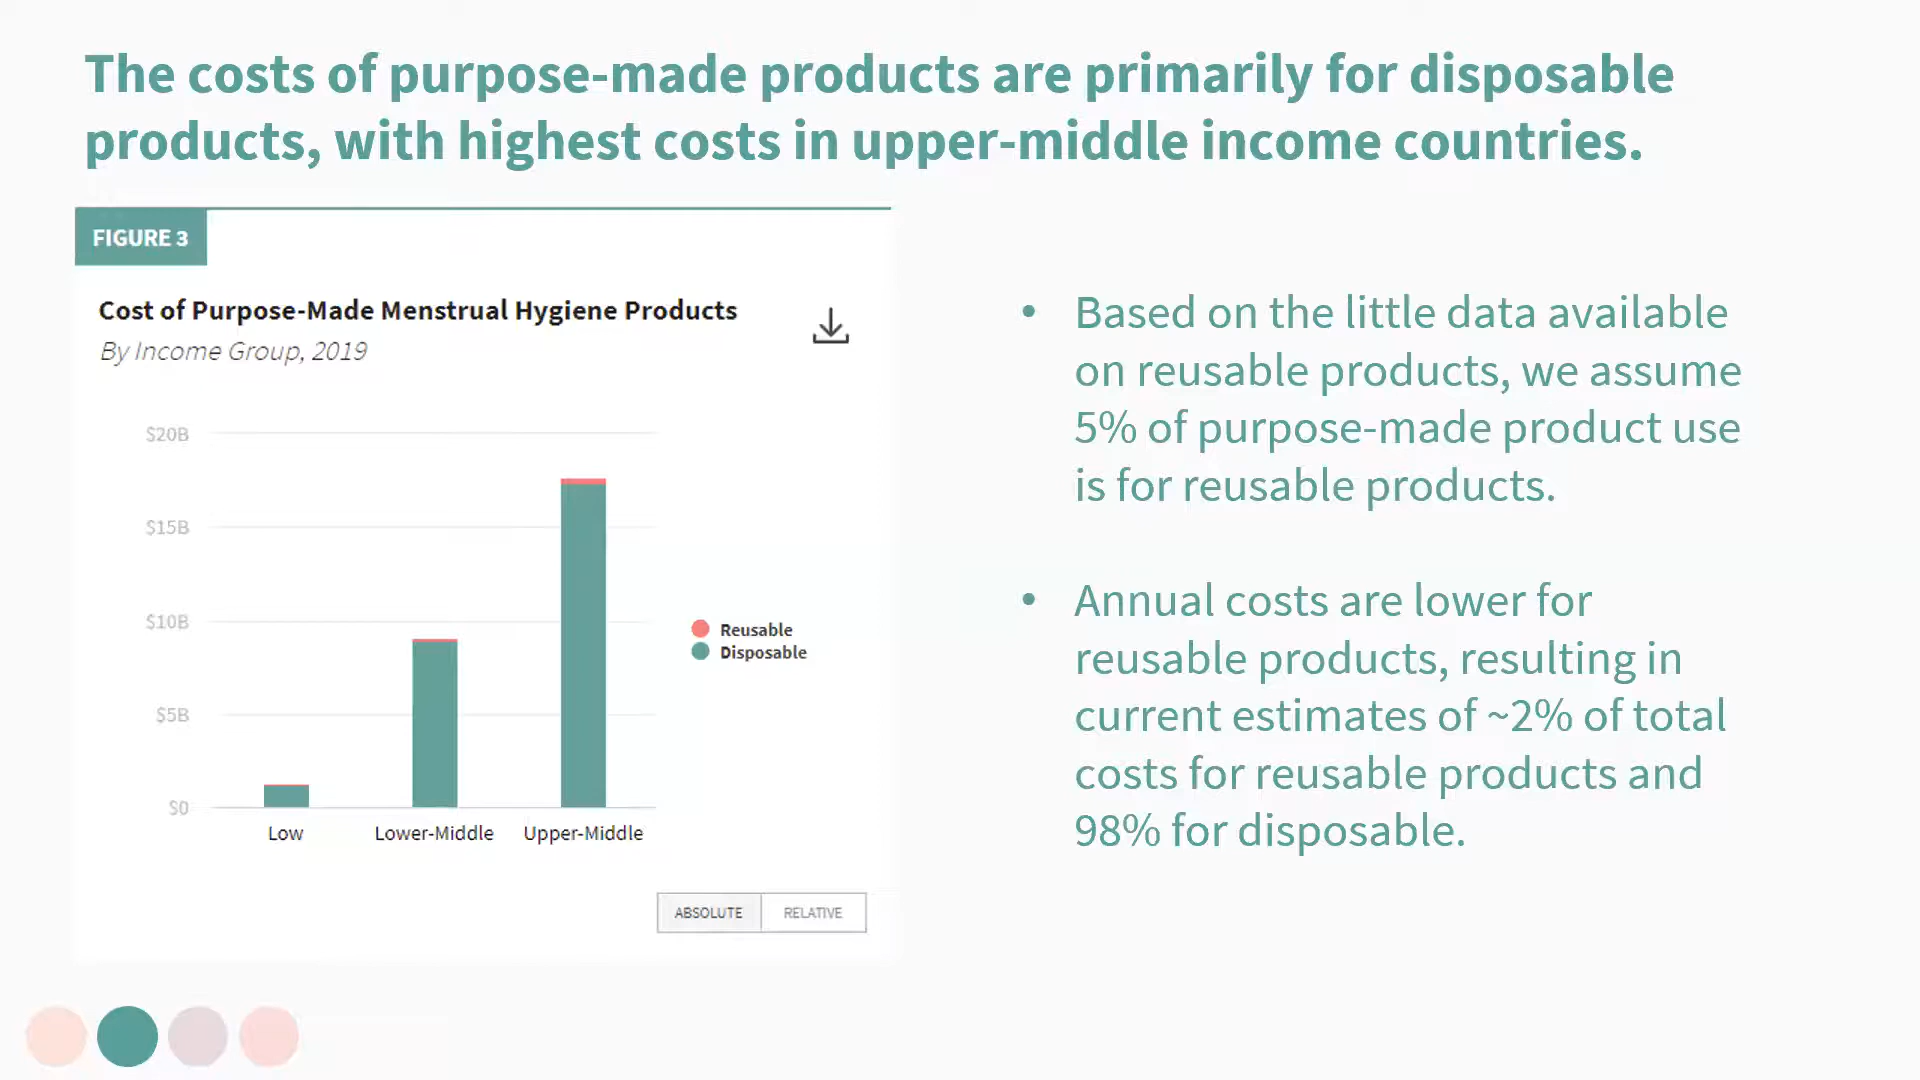 The costs of purpose-made products are primarily for disposable
products, with highest costs in upper-middle income countries.
FIGURE 3
Cost of Purpose-Made Menstrual Hygiene Products
By Income Group, 2019
$20B
$15B
$10B
$5B
$0
Low
Lower-Middle
Upper-Middle
Reusable
Disposable
ABSOLUTE
RELATIVE
• Based on the little data available
on reusable products, we assume
5% of purpose-made product use
is for reusable products.
• Annual costs are lower for
reusable products, resulting in
current estimates of ~2% of total
costs for reusable products and
98% for disposable.